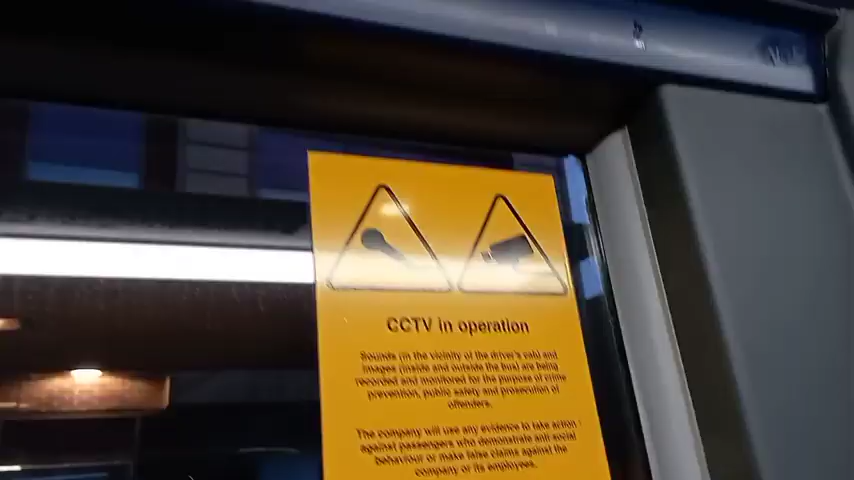 CCTV in operation
Sounds (in the vicinity of the driver's cab) and
images (inside and outside the bus) are being
recorded and monitored for the purpose of crime
prevention, public safety and prosecution of
offenders.
The company will use any evidence to take action
against passengers who demonstrate anti social
behaviour or make false claims against the
company or its employees.